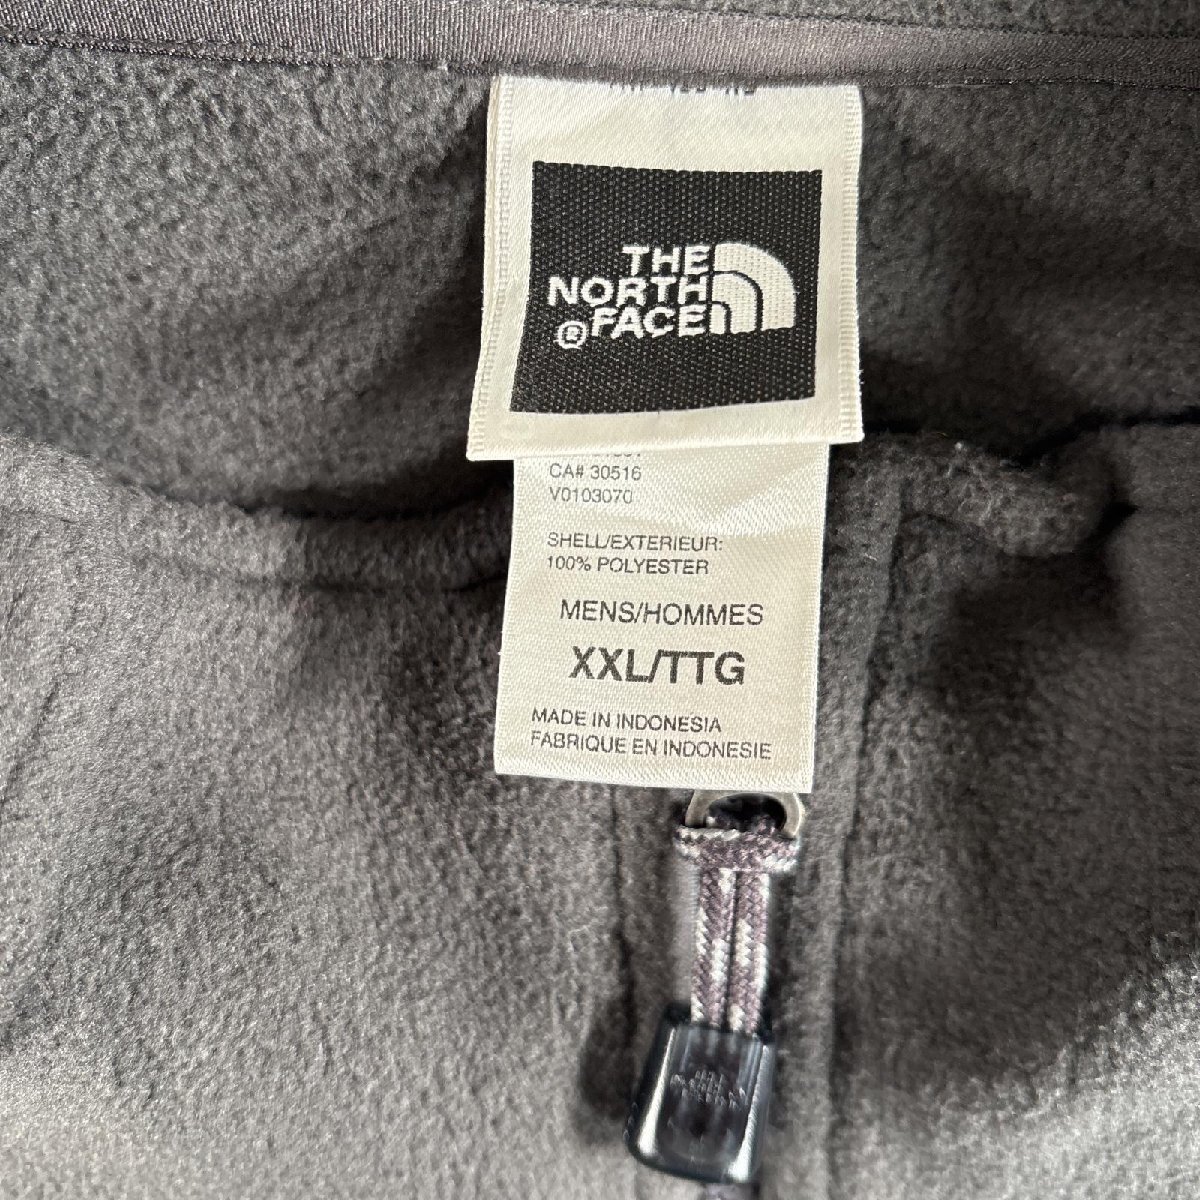 THE
NORTH
FACE
®
CA# 30516
V0103070
SHELL/EXTERIEUR:
100% POLYESTER
MENS/HOMMES
XXL/TTG
MADE IN INDONESIA
FABRIQUE EN INDONESIE